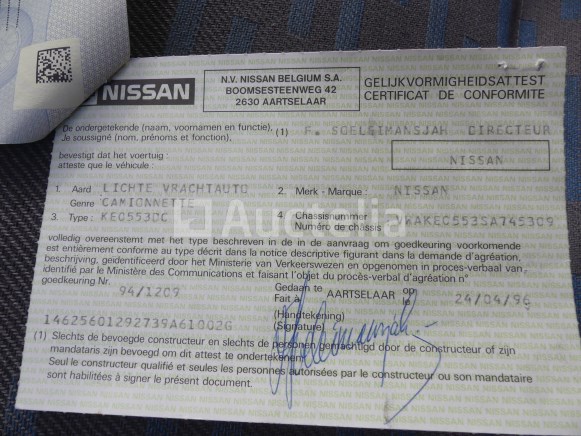 NISSAN
N.V. NISSAN BELGIUM S.A.
BOOMSESTEENWEG 42
2630 AARTSELAAR
GELIJKVORMIGHEIDSATTEST
CERTIFICAT DE CONFORMITE
De ondergetekende (naam, voornamen en functie),
Je soussigné (nom, prénoms et fonction),
(1) F. SOLEIMANSJAH DIRECTEUR
bevestigt dat het voertuig :
atteste que le véhicule :
NISSAN
1. Aard LICHTE VRACHTAUTO
Genre CAMIONNETTE
2. Merk - Marque : NISSAN
3. Type : KEC553DC
4. Chassisnummer
Numéro de châssis : VWAKEC553SA745309
Auctelia
volledig overeenstemt met het type beschreven in de in de aanvraag om goedkeuring voorkomende
est entièrement conforme au type décrit dans la notice descriptive figurant dans la demande d'agréation,
beschrijving, geïdentificeerd door het Ministerie van Verkeerswezen en opgenomen in proces-verbaal van
identifié par le Ministère des Communications et faisant l'objet du procès-verbal d'agréation n°
goedkeuring Nr. 94/1209
Gedaan te
Fait à AARTSELAAR op
le 24/04/96
14625601292739A61002G
(Handtekening)
(Signature)
(1) Slechts de bevoegde constructeur en slechts de personen gemachtigd door de constructeur of zijn
mandataris zijn bevoegd om dit attest te ondertekenen.
Seul le constructeur qualifié et seules les personnes autorisées par le constructeur ou son mandataire
sont habilitées à signer le présent document.